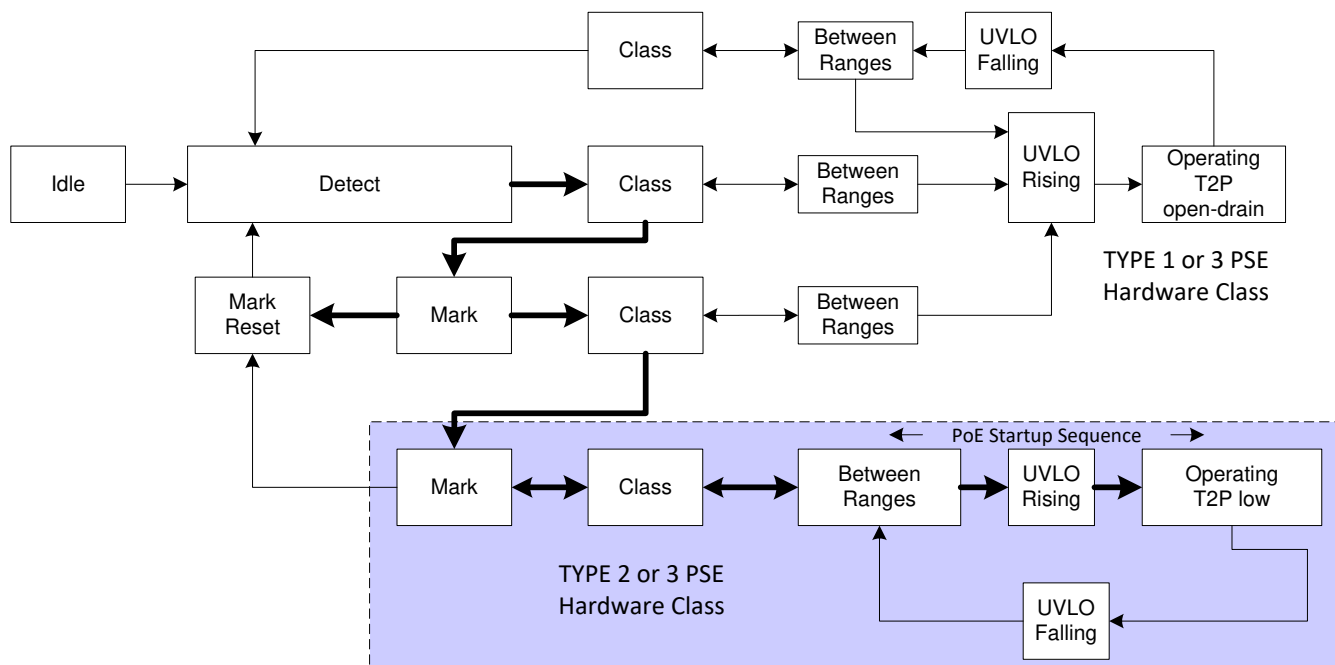 Class
Between
Ranges
UVLO
Falling
Idle
Detect
Class
Between
Ranges
UVLO
Rising
Operating
T2P
open-drain
TYPE 1 or 3 PSE
Hardware Class
Mark
Reset
Mark
Class
Between
Ranges
PoE Startup Sequence
Mark
Class
Between
Ranges
UVLO
Rising
Operating
T2P low
TYPE 2 or 3 PSE
Hardware Class
UVLO
Falling